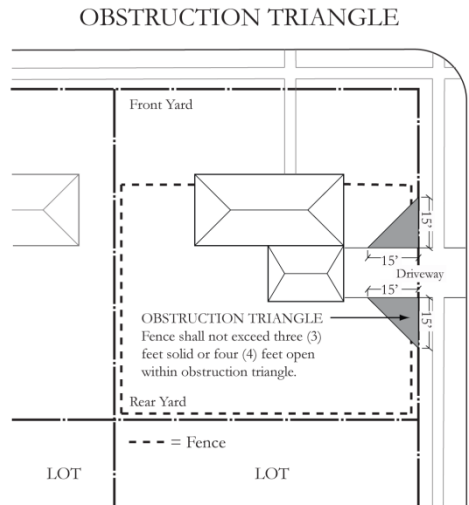 OBSTRUCTION TRIANGLE
Front Yard
15'
15'
Driveway
15'
15'
OBSTRUCTION TRIANGLE
Fence shall not exceed three (3)
feet solid or four (4) feet open
within obstruction triangle.
Rear Yard
= Fence
LOT
LOT